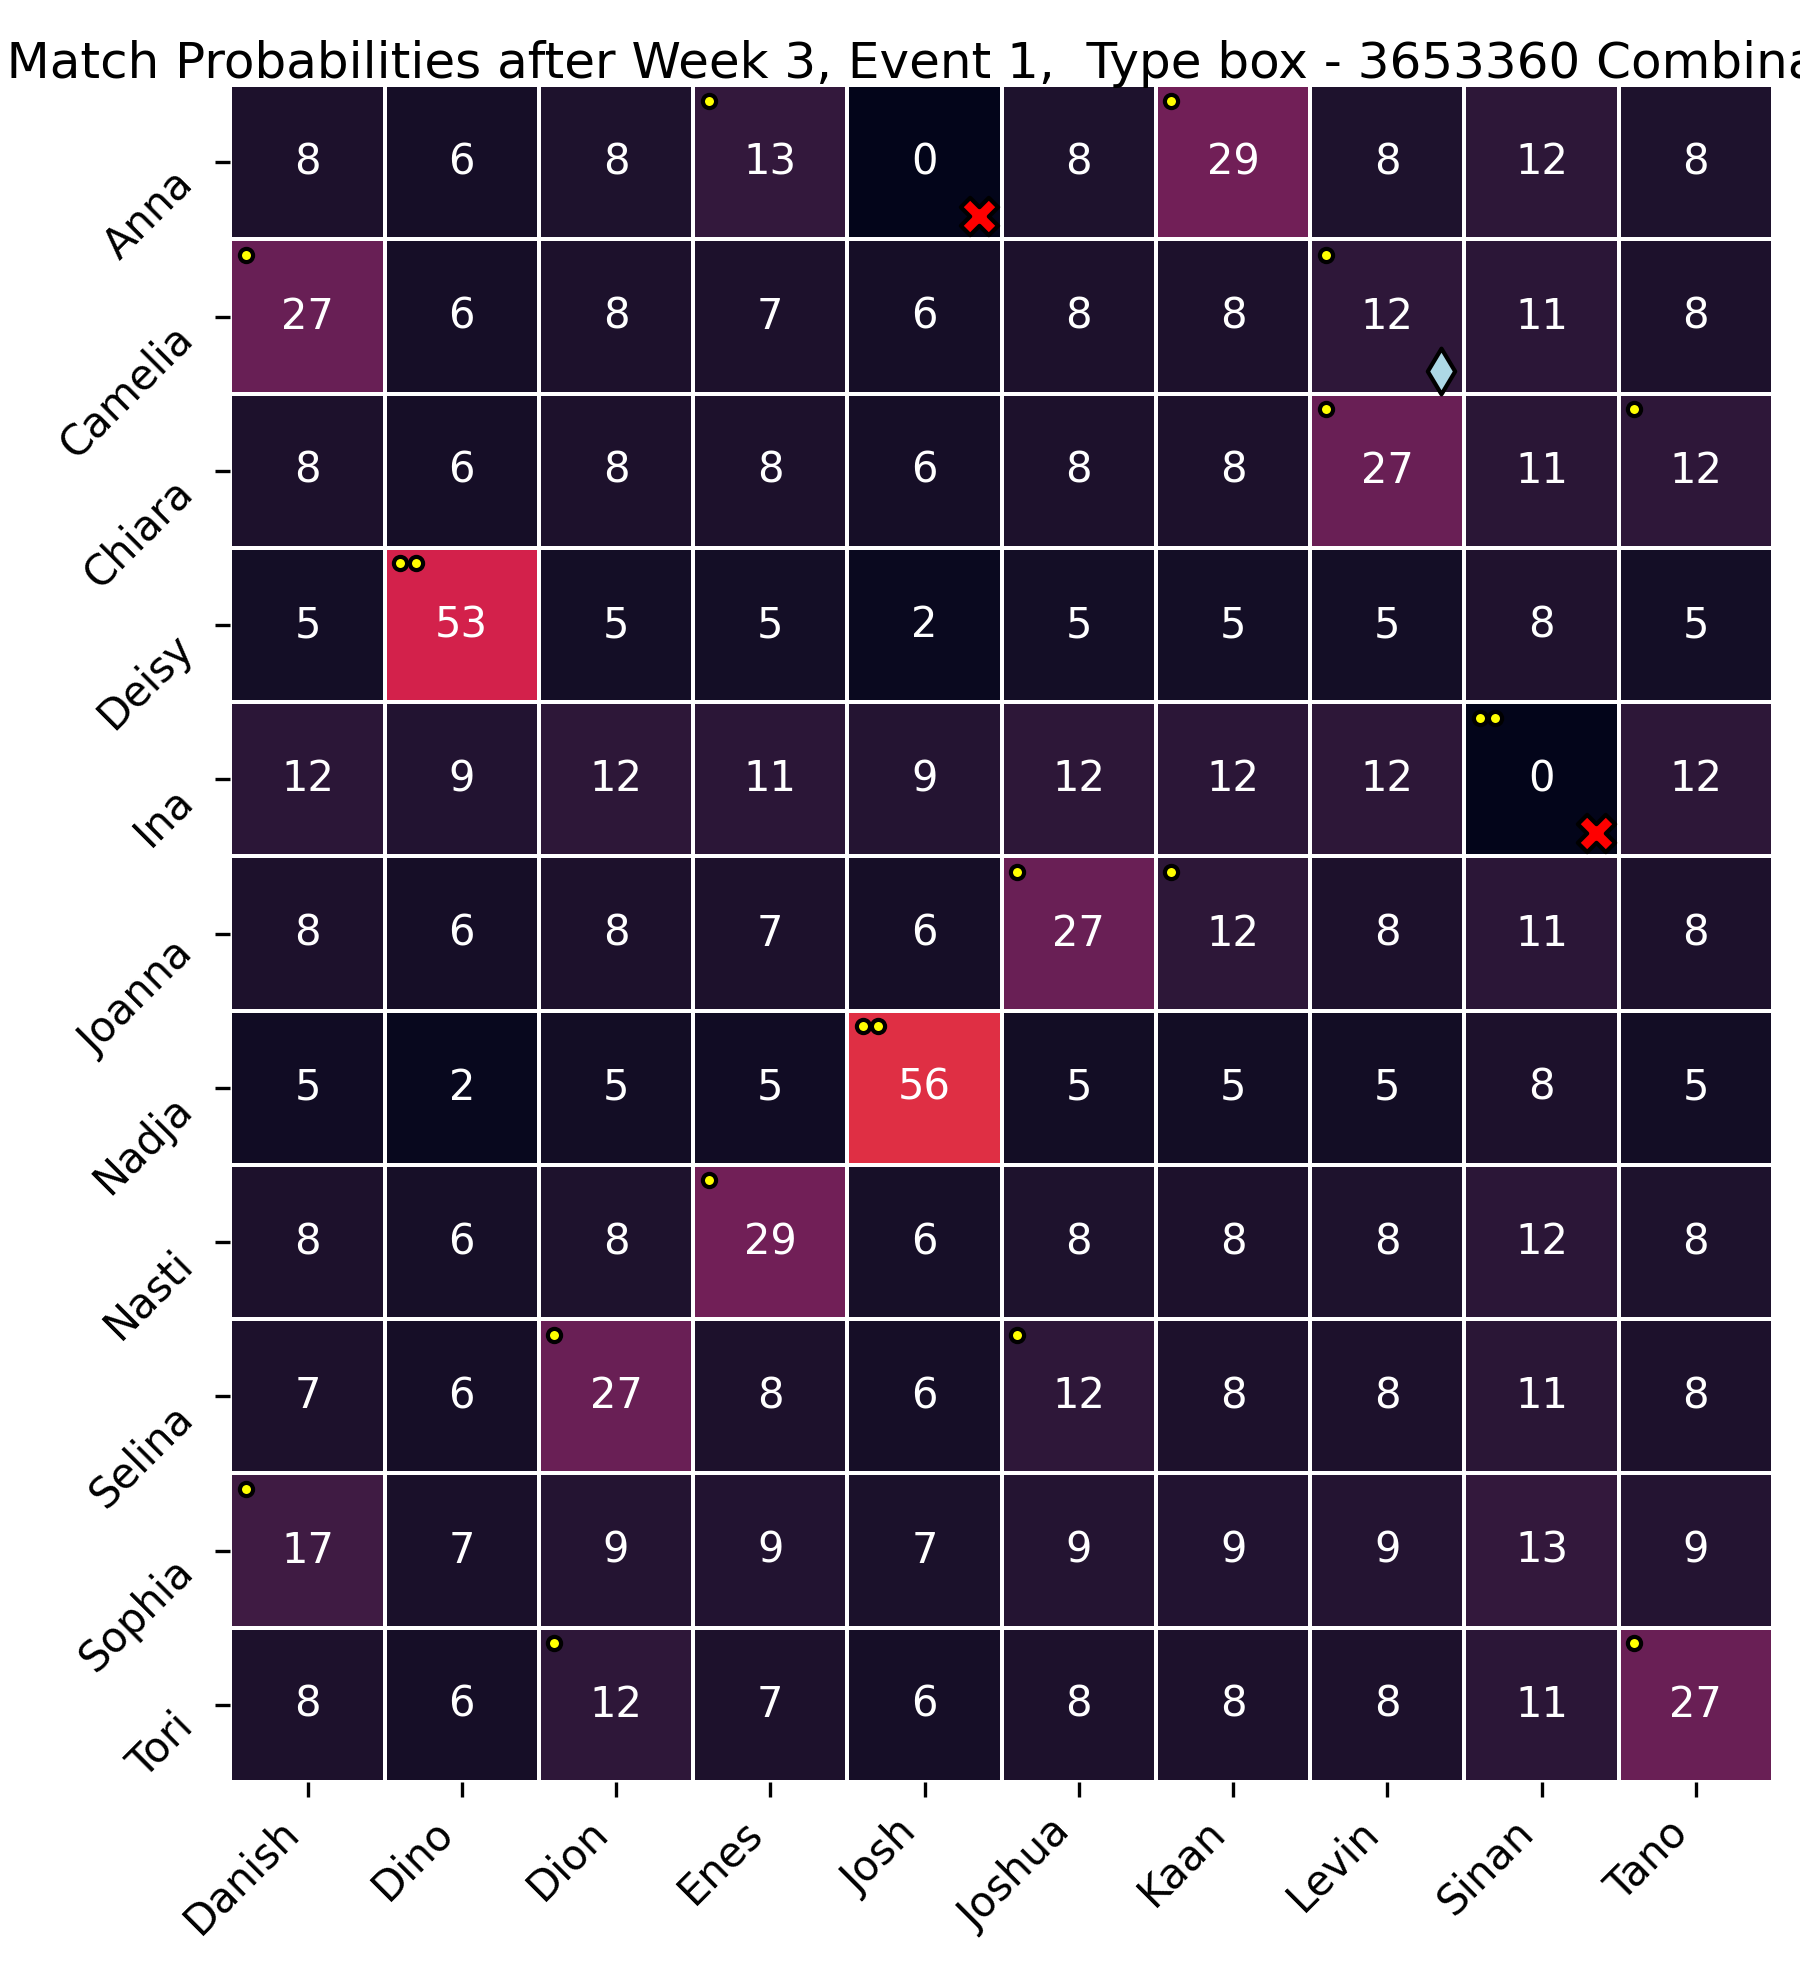 Match Probabilities after Week 3, Event 1, Type box - 3653360 Combina
Anna 8 6 8 13 0 8 29 8 12 8
Camelia 27 6 8 7 6 8 8 12 11 8
Chiara 8 6 8 8 6 8 8 27 11 12
Deisy 5 53 5 5 2 5 5 5 8 5
Ina 12 9 12 11 9 12 12 12 0 12
Joanna 8 6 8 7 6 27 12 8 11 8
Nadja 5 2 5 5 56 5 5 5 8 5
Nasti 8 6 8 29 6 8 8 8 12 8
Selina 7 6 27 8 6 12 8 8 11 8
Sophia 17 7 9 9 7 9 9 9 13 9
Tori 8 6 12 7 6 8 8 8 11 27
Danish Dino Dion Enes Josh Joshua Kaan Levin Sinan Tano